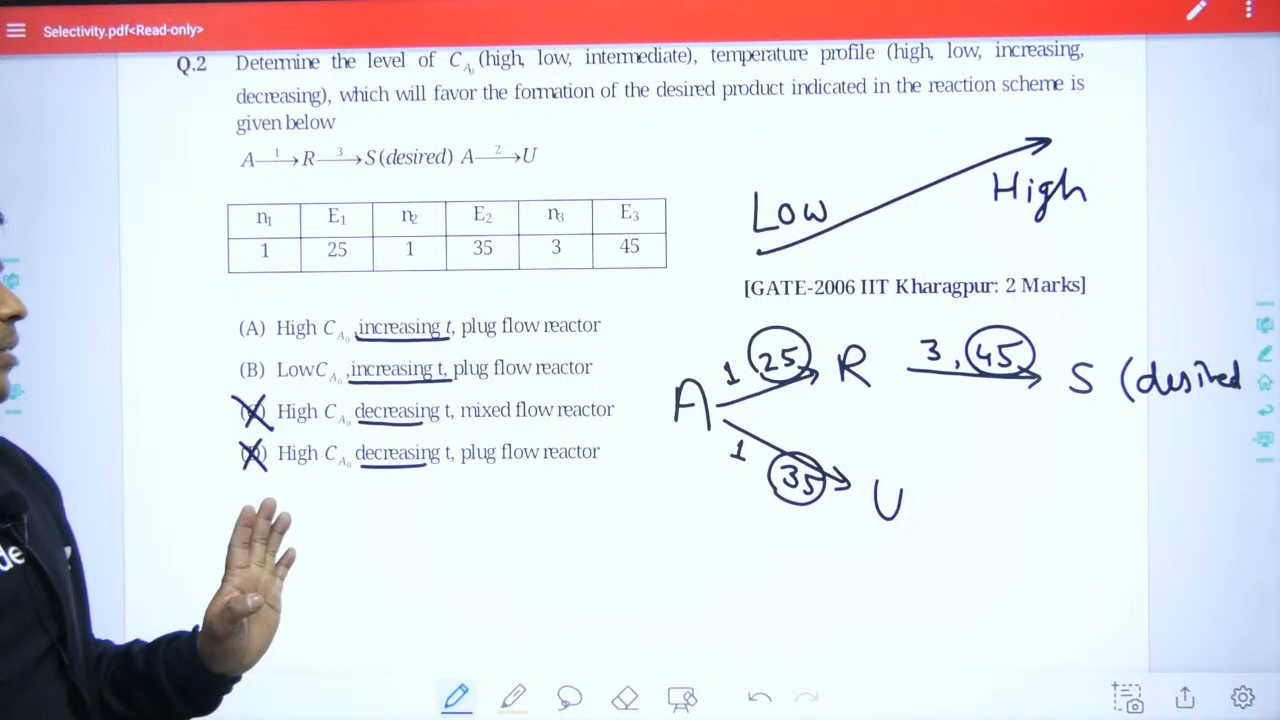 Selectivity.pdf<Read-only>
Q.2 Determine the level of C_A₀ (high, low, intermediate), temperature profile (high, low, increasing,
decreasing), which will favor the formation of the desired product indicated in the reaction scheme is
given below
A —1→ R —3→ S(desired) A —2→ U
n₁ E₁ n₂ E₂ n₃ E₃
1 25 1 35 3 45
Low
High
[GATE-2006 IIT Kharagpur: 2 Marks]
(A) High C_A₀ increasing t, plug flow reactor
(B) Low C_A₀, increasing t, plug flow reactor
High C_A₀ decreasing t, mixed flow reactor
High C_A₀ decreasing t, plug flow reactor
A 1 25 R 3, 45 S (desired
1 35 U
de